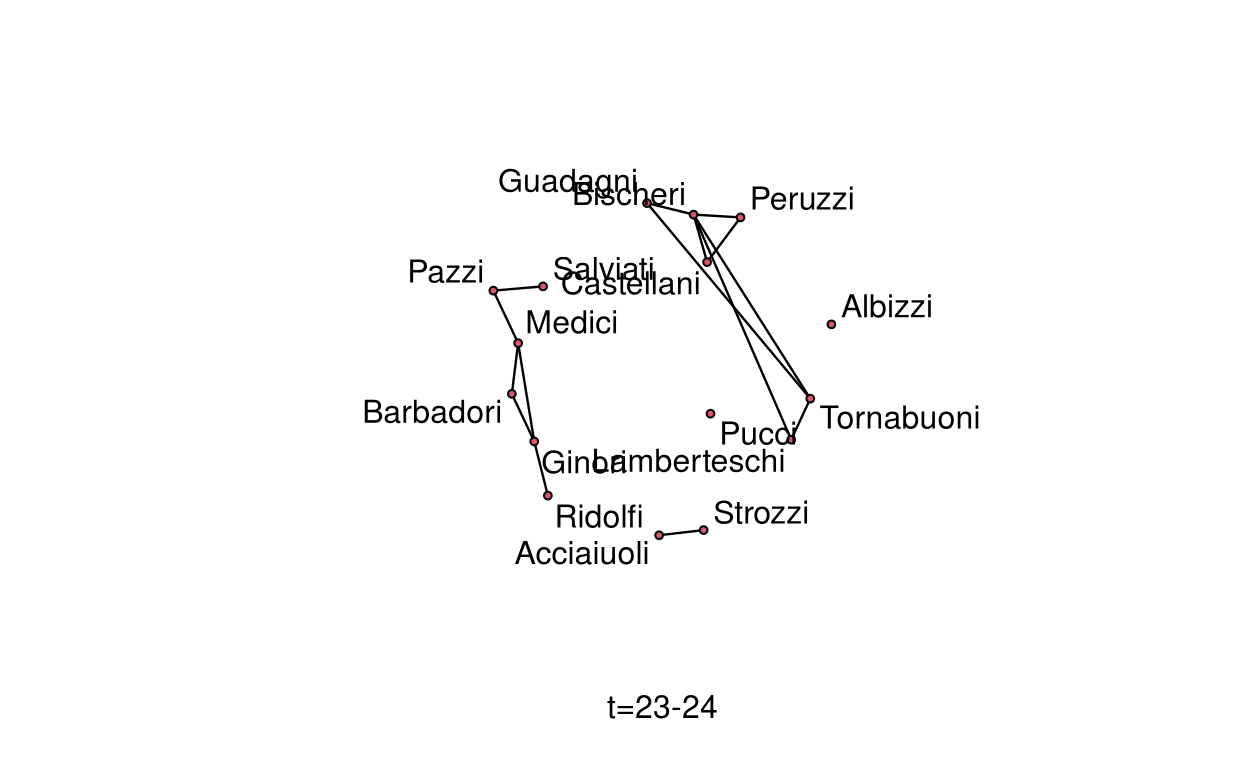 Guadagni
Bischeri
Peruzzi
Salviati
Pazzi
Castellani
Albizzi
Medici
Barbadori
Tornabuoni
Pucci
Ginori
Lamberteschi
Strozzi
Ridolfi
Acciaiuoli
t=23-24